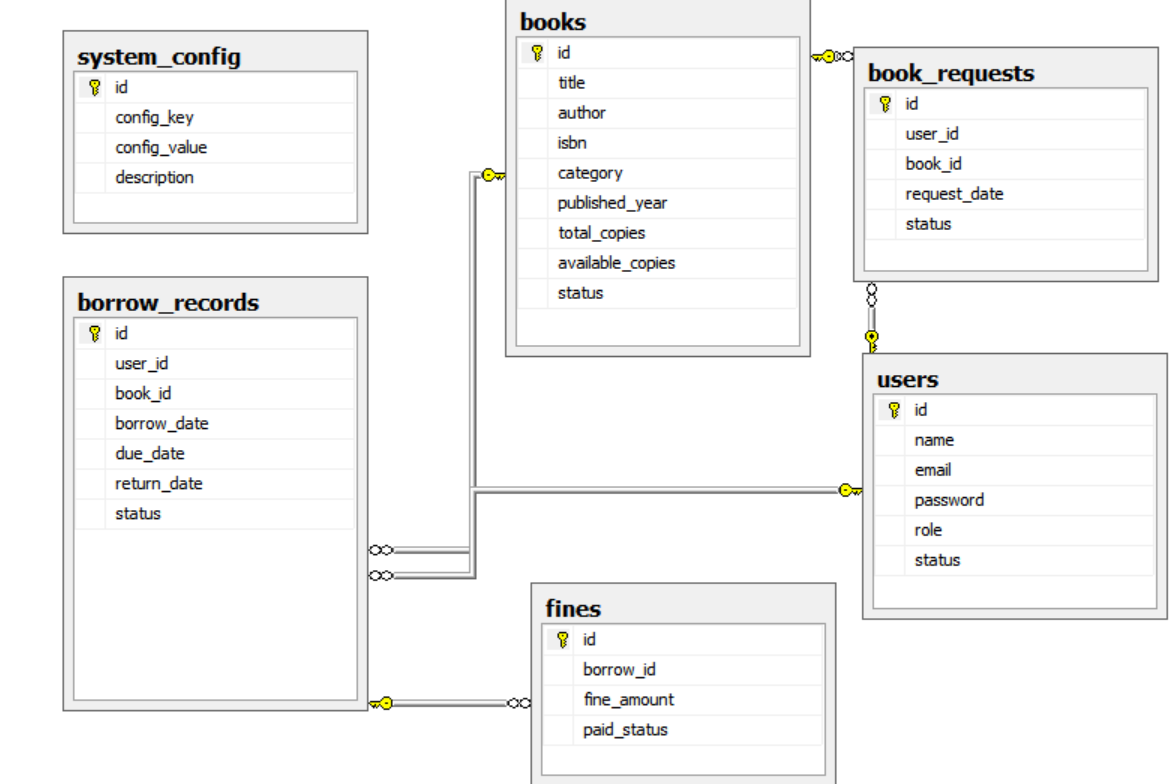 system_config
id
config_key
config_value
description
books
id
title
author
isbn
category
published_year
total_copies
available_copies
status
book_requests
id
user_id
book_id
request_date
status
borrow_records
id
user_id
book_id
borrow_date
due_date
return_date
status
users
id
name
email
password
role
status
fines
id
borrow_id
fine_amount
paid_status